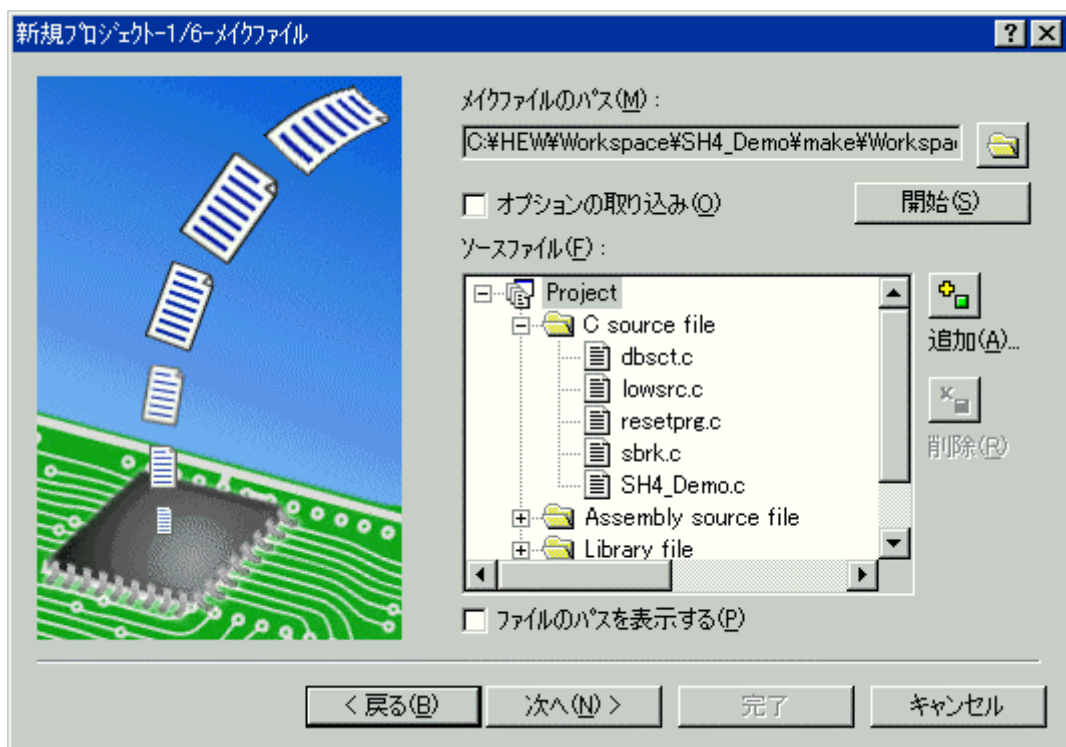 新規プロジェクト-1/6-メイクファイル
メイクファイルのパス(M) :
C:¥HEW¥Workspace¥SH4_Demo¥make¥Workspa
オプションの取り込み(O)
開始(S)
ソースファイル(F) :
Project
C source file
dbsct.c
lowsrc.c
resetprg.c
sbrk.c
SH4_Demo.c
Assembly source file
Library file
追加(A)...
削除(R)
ファイルのパスを表示する(P)
< 戻る(B)
次へ(N) >
完了
キャンセル